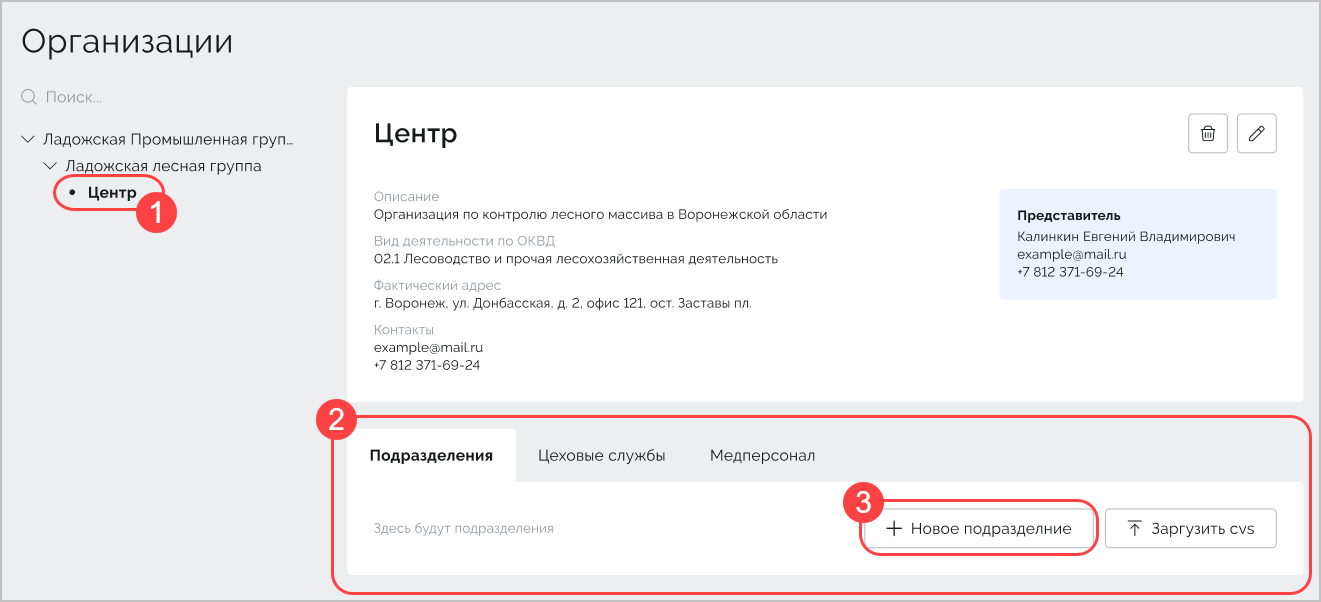 Организации
Поиск...
Ладожская Промышленная груп...
Ладожская лесная группа
Центр
1
Центр
Описание
Организация по контролю лесного массива в Воронежской области
Вид деятельности по ОКВД
02.1 Лесоводство и прочая лесохозяйственная деятельность
Фактический адрес
г. Воронеж, ул. Донбасская, д. 2, офис 121, ост. Заставы пл.
Контакты
example@mail.ru
+7 812 371-69-24
Представитель
Калинкин Евгений Владимирович
example@mail.ru
+7 812 371-69-24
2
Подразделения
Цеховые службы
Медперсонал
Здесь будут подразделения
3
Новое подразделние
Заргузить cvs